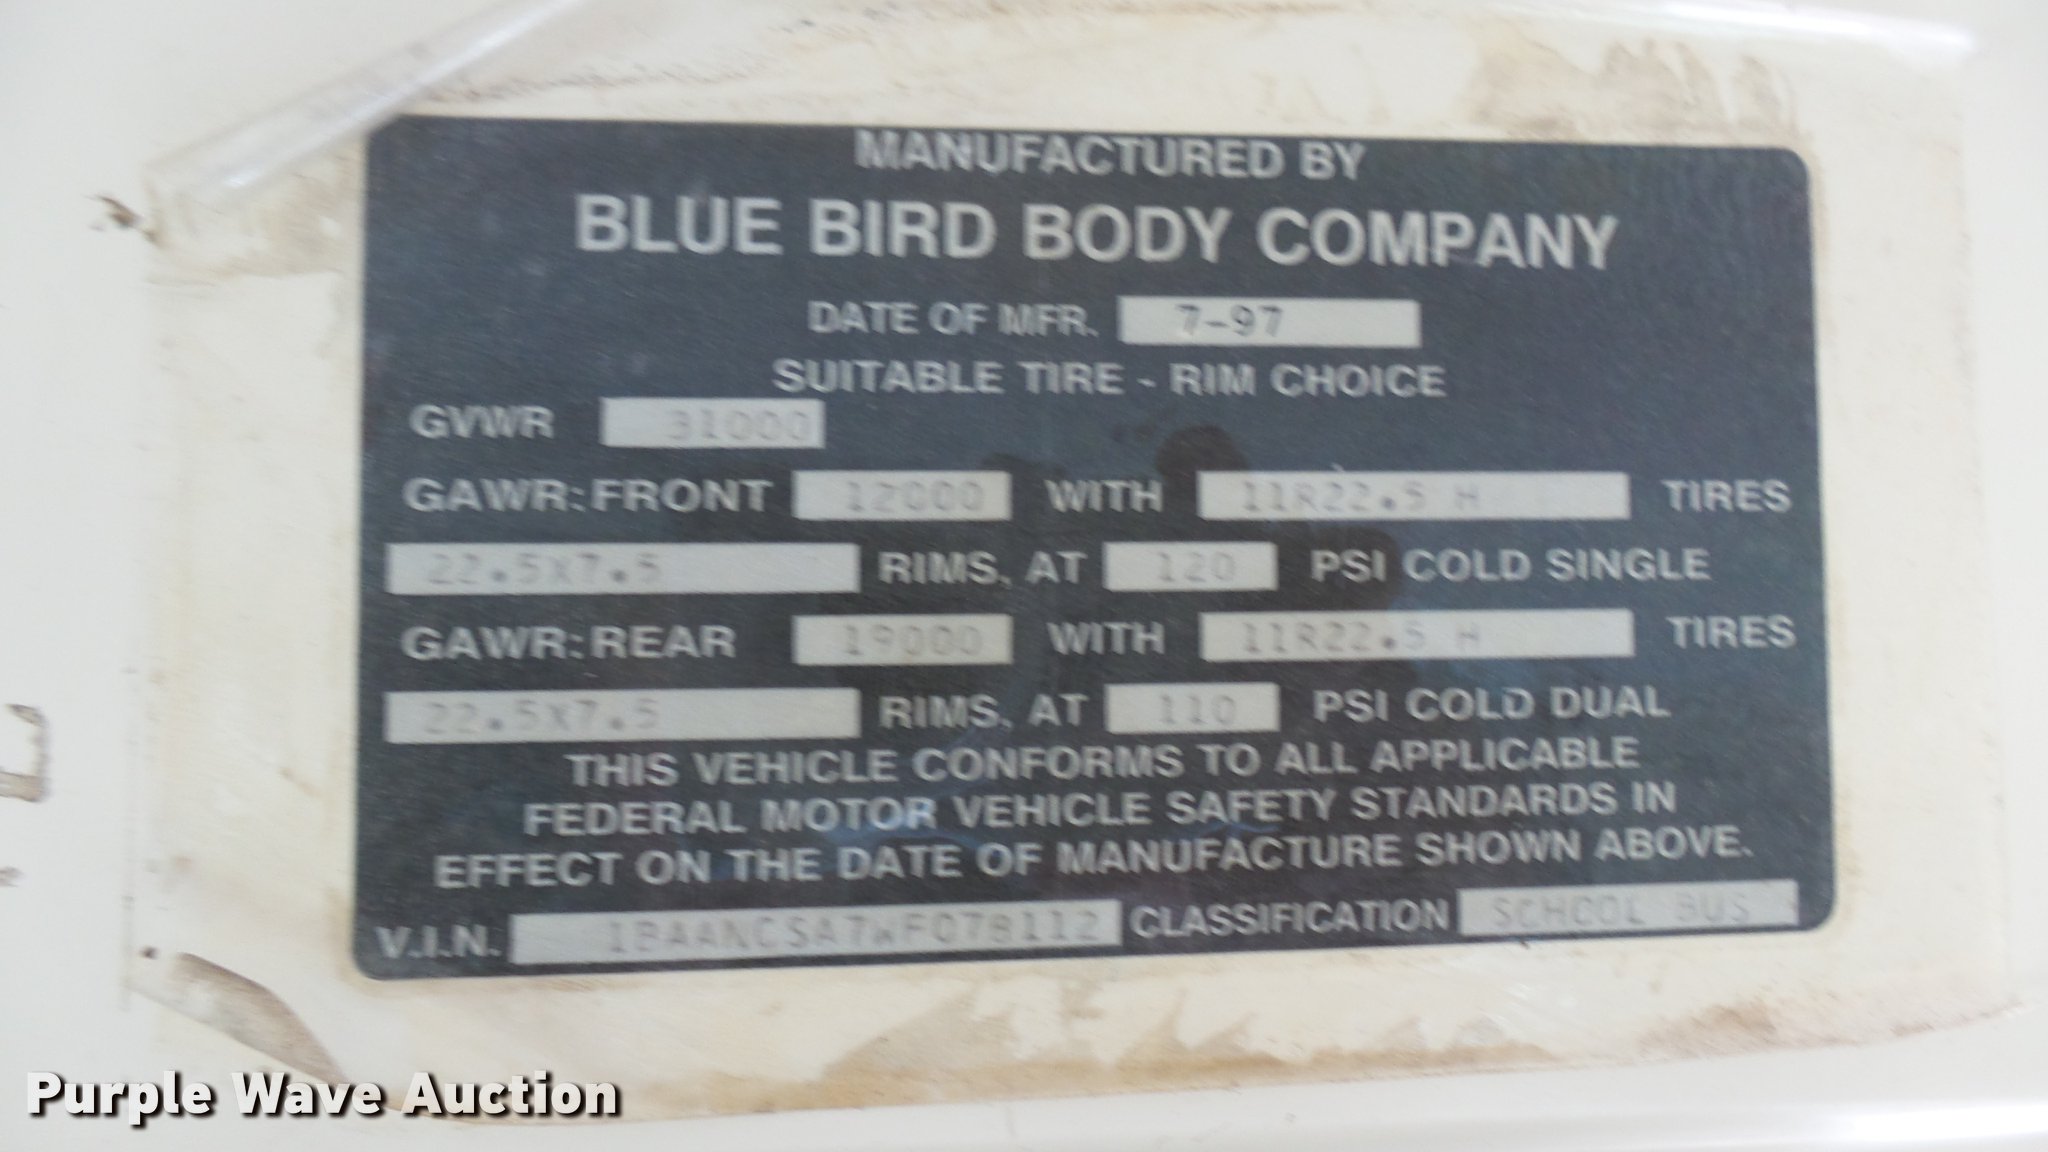 MANUFACTURED BY
BLUE BIRD BODY COMPANY
DATE OF MFR. 7-97
SUITABLE TIRE - RIM CHOICE
GVWR 31000
GAWR: FRONT 12000 WITH 11R22.5 H TIRES
22.5X7.5 RIMS, AT 120 PSI COLD SINGLE
GAWR: REAR 19000 WITH 11R22.5 H TIRES
22.5X7.5 RIMS, AT 110 PSI COLD DUAL
THIS VEHICLE CONFORMS TO ALL APPLICABLE
FEDERAL MOTOR VEHICLE SAFETY STANDARDS IN
EFFECT ON THE DATE OF MANUFACTURE SHOWN ABOVE.
V.I.N. 1BAANCSA7WF078112 CLASSIFICATION SCHOOL BUS
Purple Wave Auction